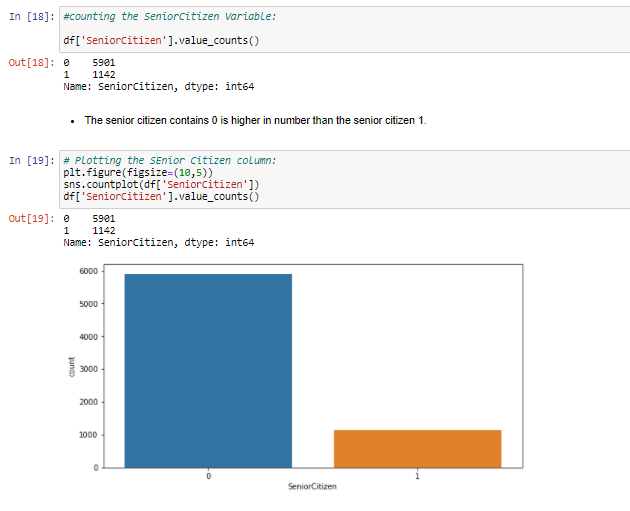 In [18]: #counting the SeniorCitizen Variable:
df['SeniorCitizen'].value_counts()
Out[18]: 0    5901
1    1142
Name: SeniorCitizen, dtype: int64
• The senior citizen contains 0 is higher in number than the senior citizen 1.
In [19]: # Plotting the SEnior Citizen column:
plt.figure(figsize=(10,5))
sns.countplot(df['SeniorCitizen'])
df['SeniorCitizen'].value_counts()
Out[19]: 0    5901
1    1142
Name: SeniorCitizen, dtype: int64
6000
5000
4000
3000
2000
1000
0
count
0 1
SeniorCitizen